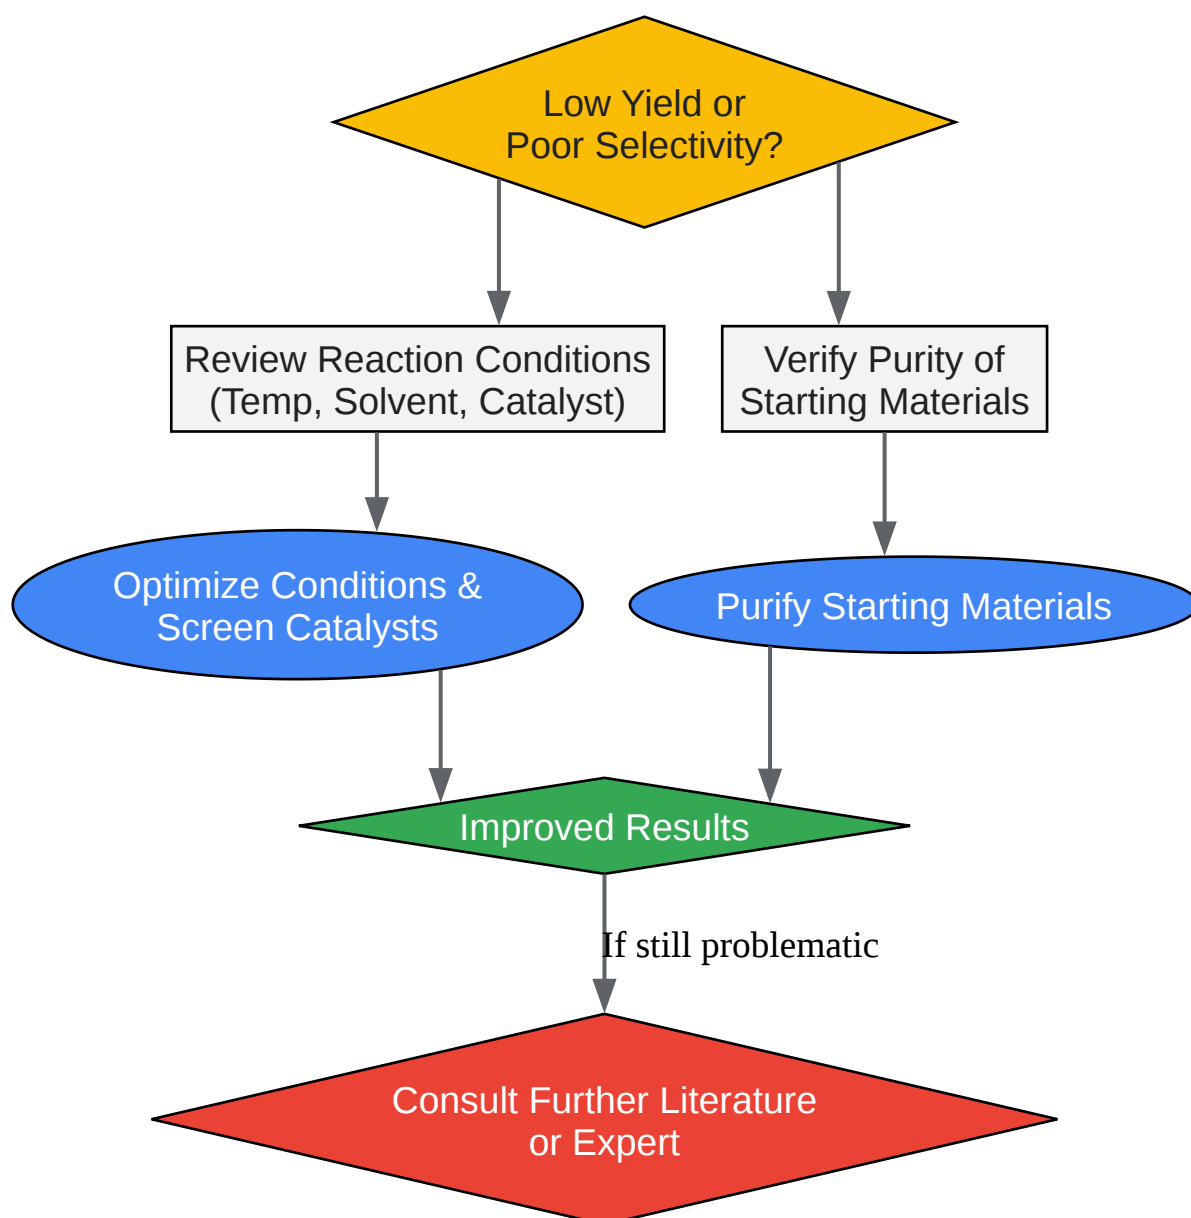 Low Yield or
Poor Selectivity?
Review Reaction Conditions
(Temp, Solvent, Catalyst)
Verify Purity of
Starting Materials
Optimize Conditions &
Screen Catalysts
Purify Starting Materials
Improved Results
If still problematic
Consult Further Literature
or Expert